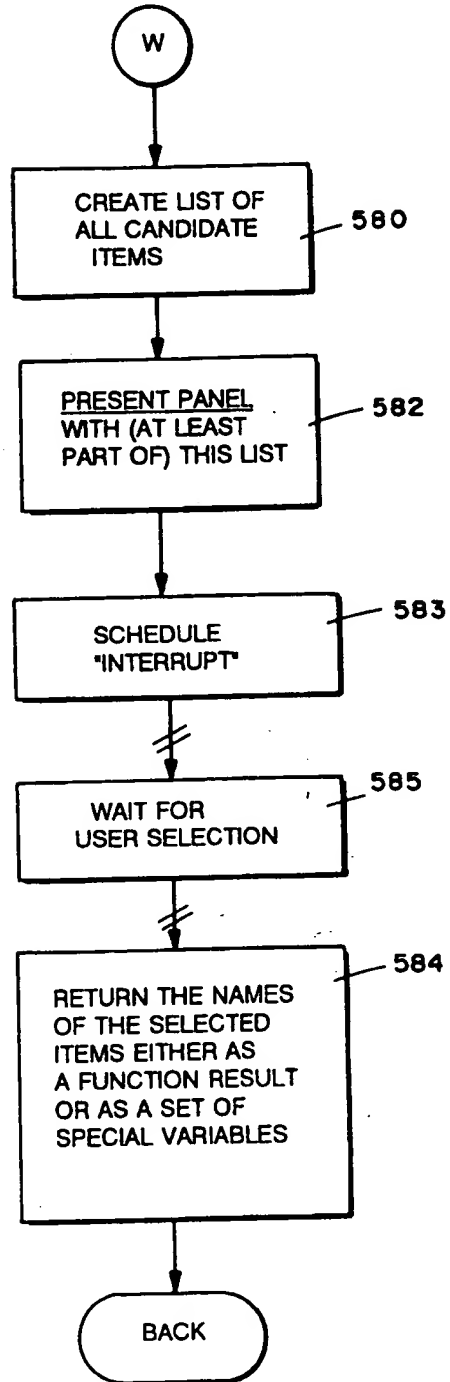 W
CREATE LIST OF
ALL CANDIDATE
ITEMS
580
PRESENT PANEL
WITH (AT LEAST
PART OF) THIS LIST
582
SCHEDULE
"INTERRUPT"
583
WAIT FOR
USER SELECTION
585
RETURN THE NAMES
OF THE SELECTED
ITEMS EITHER AS
A FUNCTION RESULT
OR AS A SET OF
SPECIAL VARIABLES
584
BACK